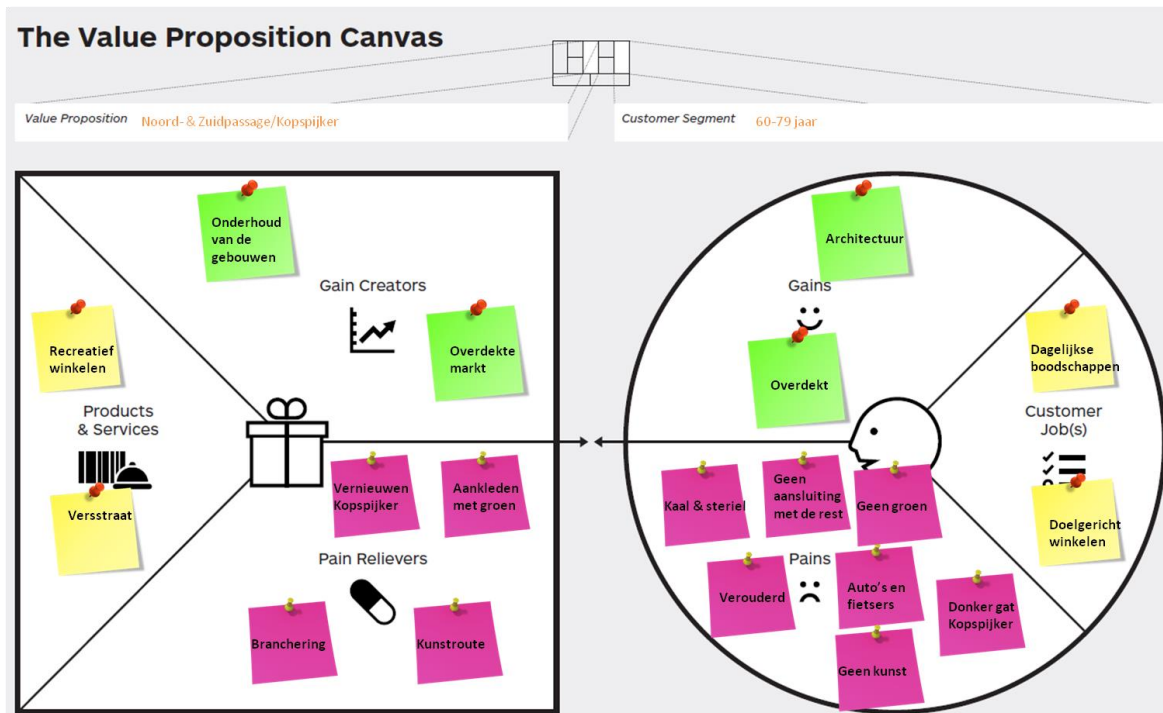 The Value Proposition Canvas
Value Proposition Noord- & Zuidpassage/Kopspijker
Customer Segment 60-79 jaar
Onderhoud
van de
gebouwen
Gain Creators
Overdekte
markt
Recreatief
winkelen
Products
& Services
Versstraat
Vernieuwen
Kopspijker
Aankleden
met groen
Pain Relievers
Branchering
Kunstroute
Architectuur
Gains
Overdekt
Dagelijkse
boodschappen
Customer
Job(s)
Doelgericht
winkelen
Kaal & steriel
Geen
aansluiting
met de rest
Geen groen
Pains
Verouderd
Auto's en
fietsers
Donker gat
Kopspijker
Geen kunst